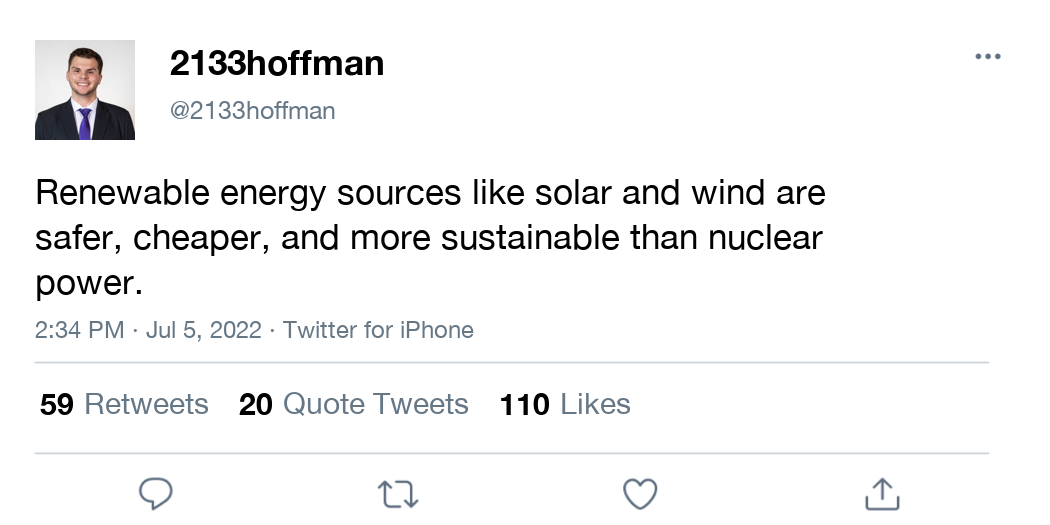 2133hoffman
@2133hoffman
Renewable energy sources like solar and wind are
safer, cheaper, and more sustainable than nuclear
power.
2:34 PM · Jul 5, 2022 · Twitter for iPhone
59 Retweets 20 Quote Tweets 110 Likes